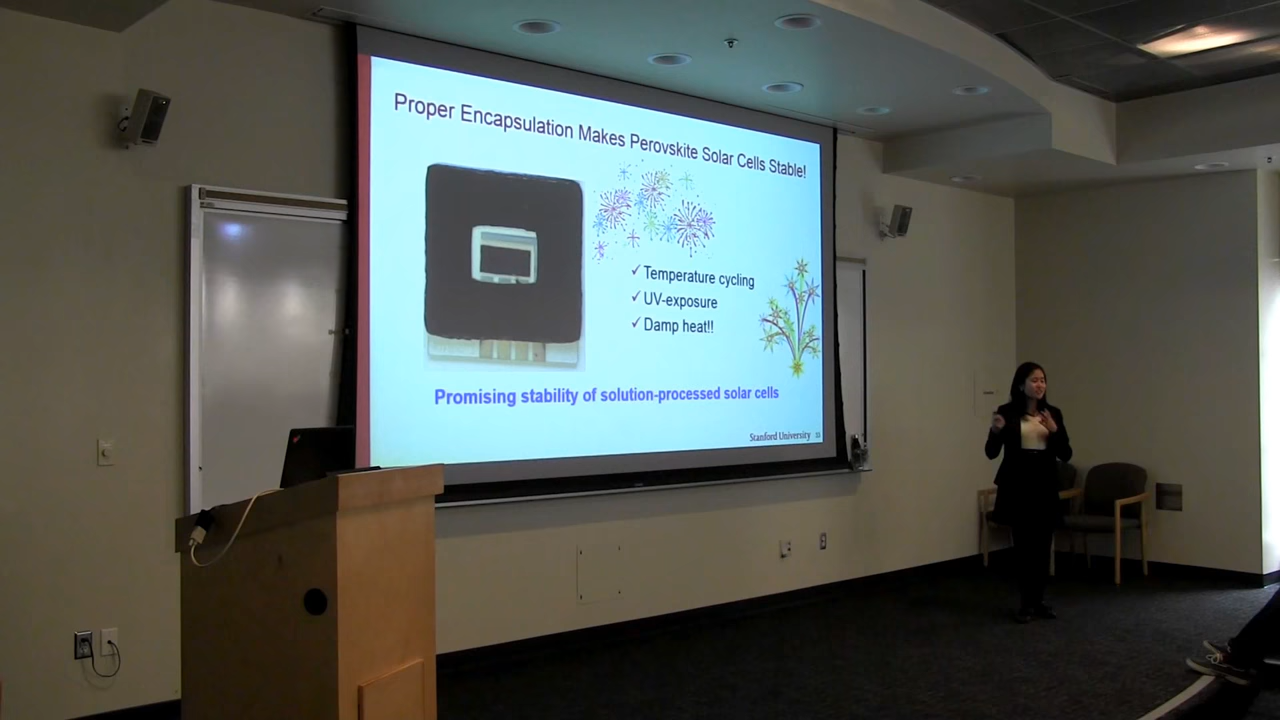 Proper Encapsulation Makes Perovskite Solar Cells Stable!
✓ Temperature cycling
✓ UV-exposure
✓ Damp heat!!
Promising stability of solution-processed solar cells
Stanford University